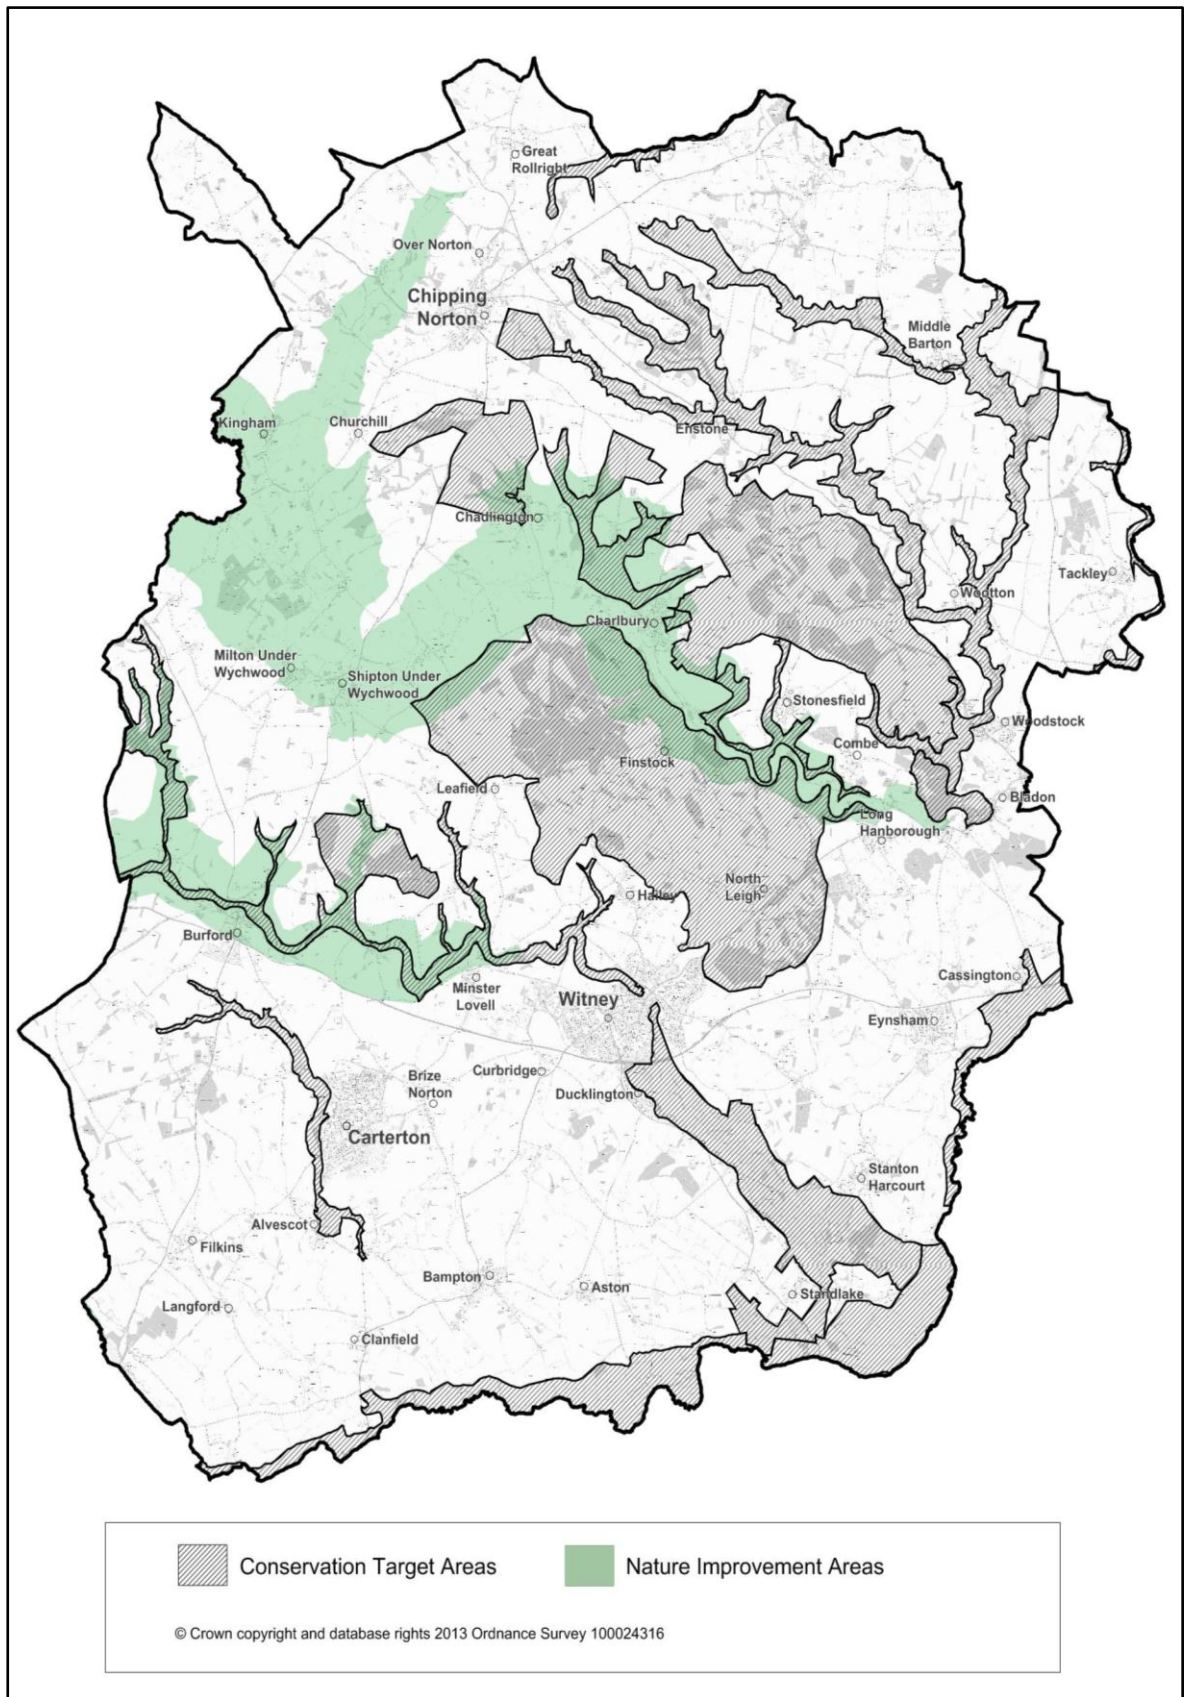 Great
Rollright
Over Norton
Chipping
Norton
Middle
Barton
Kingham
Churchill
Enstone
Chadlington
Tackley
Wootton
Charlbury
Milton Under
Wychwood
Shipton Under
Wychwood
Stonesfield
Woodstock
Combe
Finstock
Leafield
Bladon
Long
Hanborough
North
Leigh
Hailey
Burford
Cassington
Minster
Lovell
Witney
Eynsham
Curbridge
Brize
Norton
Ducklington
Carterton
Stanton
Harcourt
Alvescot
Filkins
Bampton
Aston
Standlake
Langford
Clanfield
Conservation Target Areas
Nature Improvement Areas
© Crown copyright and database rights 2013 Ordnance Survey 100024316